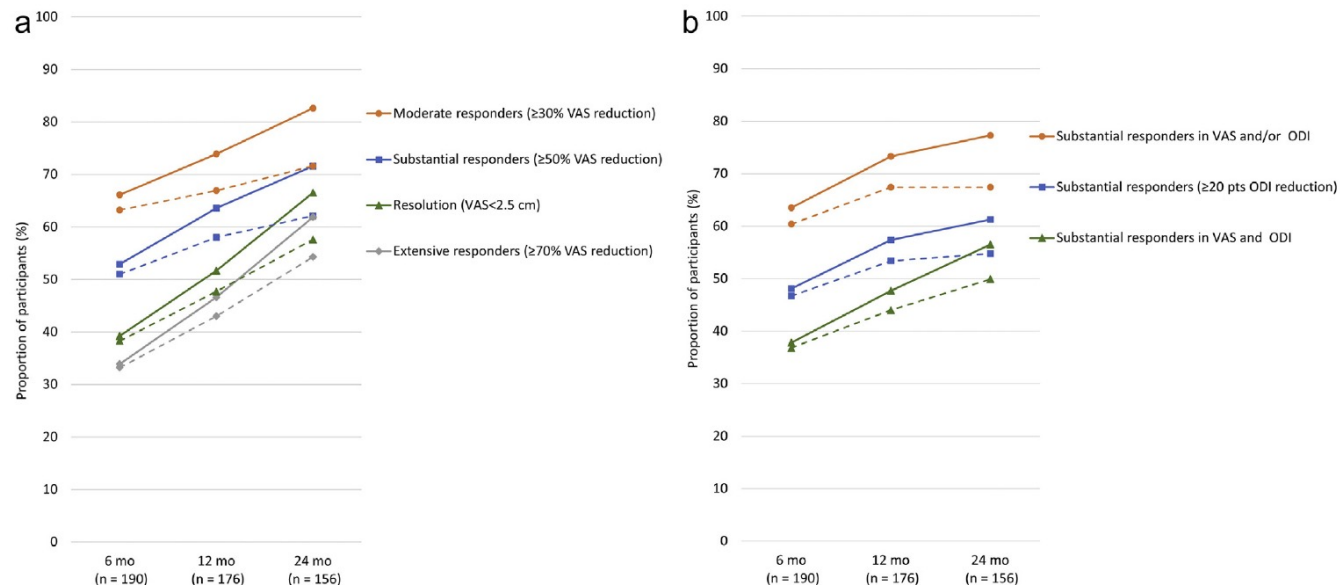 a
Proportion of participants (%)
100
90
80
70
60
50
40
30
20
10
0
6 mo
(n = 190)
12 mo
(n = 176)
24 mo
(n = 156)
Moderate responders (≥30% VAS reduction)
Substantial responders (≥50% VAS reduction)
Resolution (VAS<2.5 cm)
Extensive responders (≥70% VAS reduction)
b
Proportion of participants (%)
100
90
80
70
60
50
40
30
20
10
0
6 mo
(n = 190)
12 mo
(n = 176)
24 mo
(n = 156)
Substantial responders in VAS and/or ODI
Substantial responders (≥20 pts ODI reduction)
Substantial responders in VAS and ODI